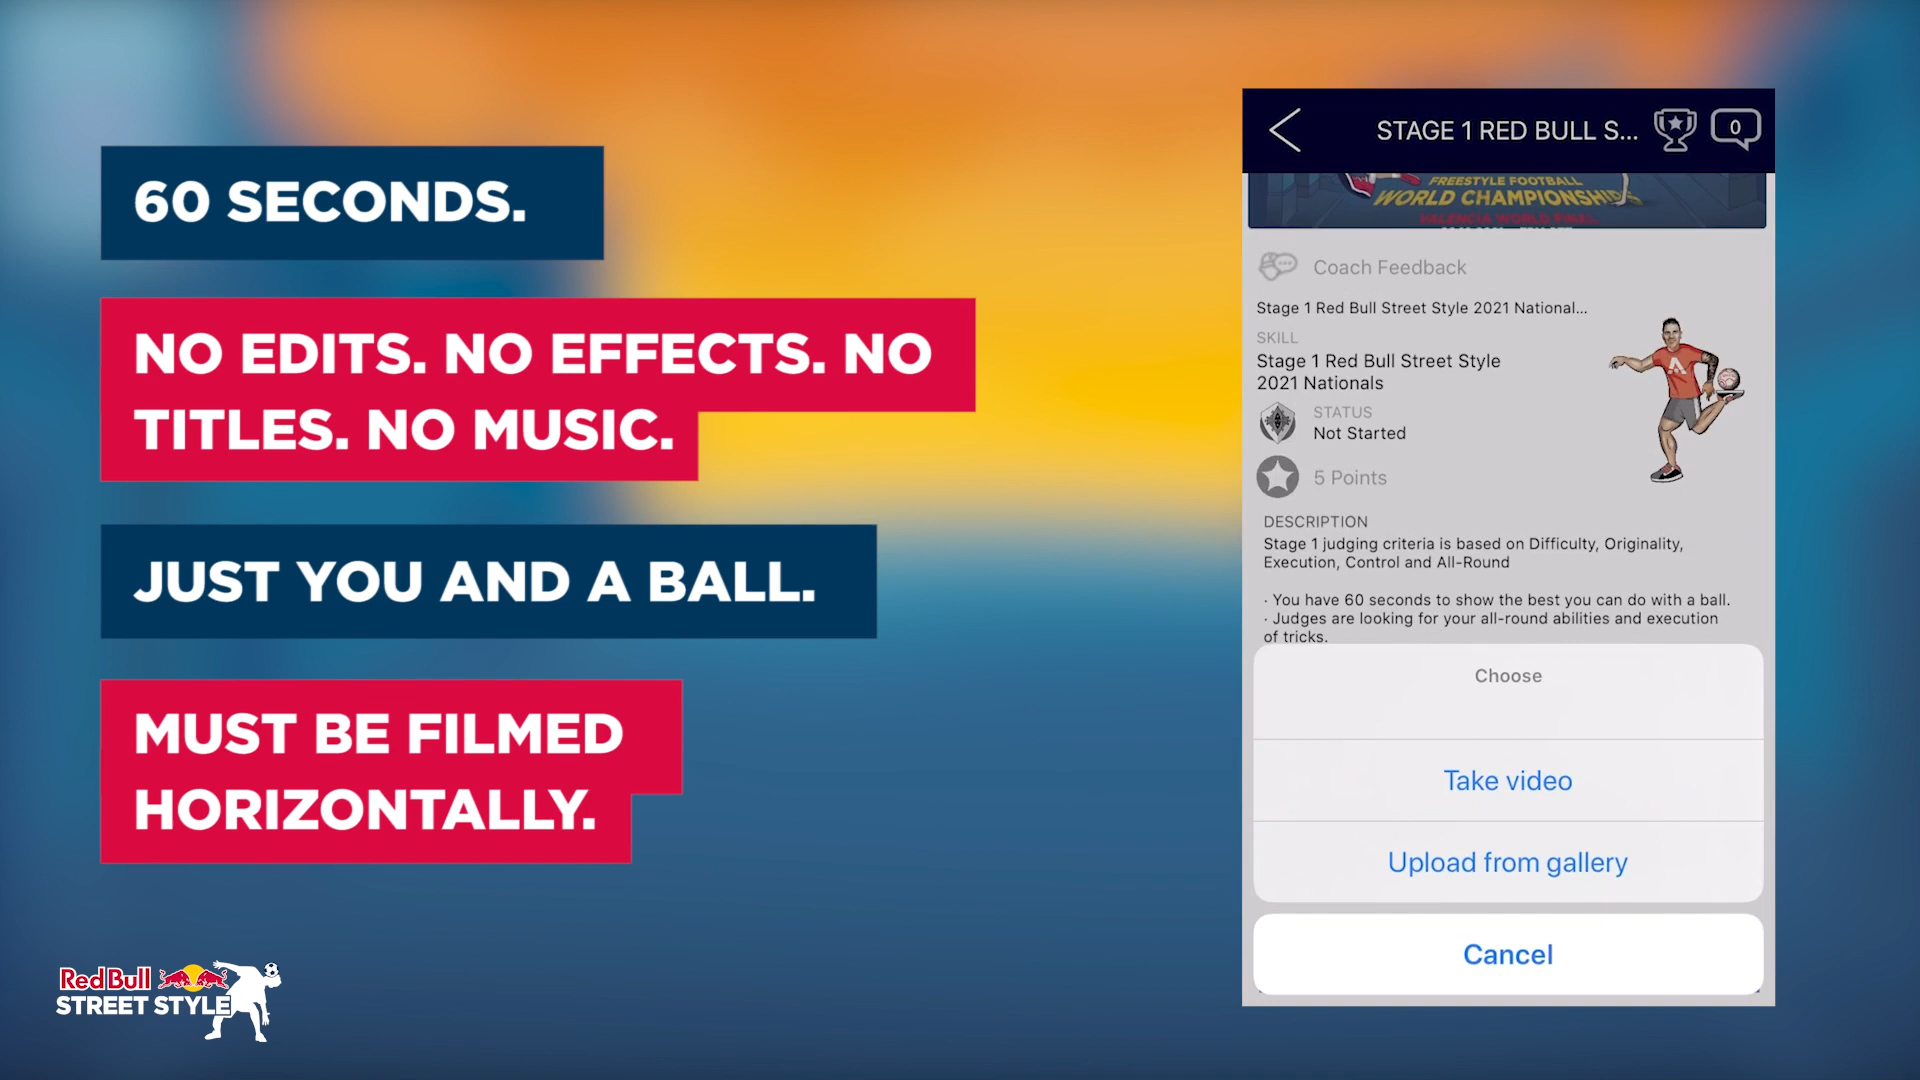 60 SECONDS.
NO EDITS. NO EFFECTS. NO
TITLES. NO MUSIC.
JUST YOU AND A BALL.
MUST BE FILMED
HORIZONTALLY.
Red Bull
STREET STYLE
STAGE 1 RED BULL S...
0
FREESTYLE FOOTBALL
WORLD CHAMPIONSHIPS
VALENCIA WORLD FINAL
Coach Feedback
Stage 1 Red Bull Street Style 2021 National...
SKILL
Stage 1 Red Bull Street Style
2021 Nationals
STATUS
Not Started
5 Points
DESCRIPTION
Stage 1 judging criteria is based on Difficulty, Originality,
Execution, Control and All-Round
· You have 60 seconds to show the best you can do with a ball.
· Judges are looking for your all-round abilities and execution
of tricks.
Choose
Take video
Upload from gallery
Cancel